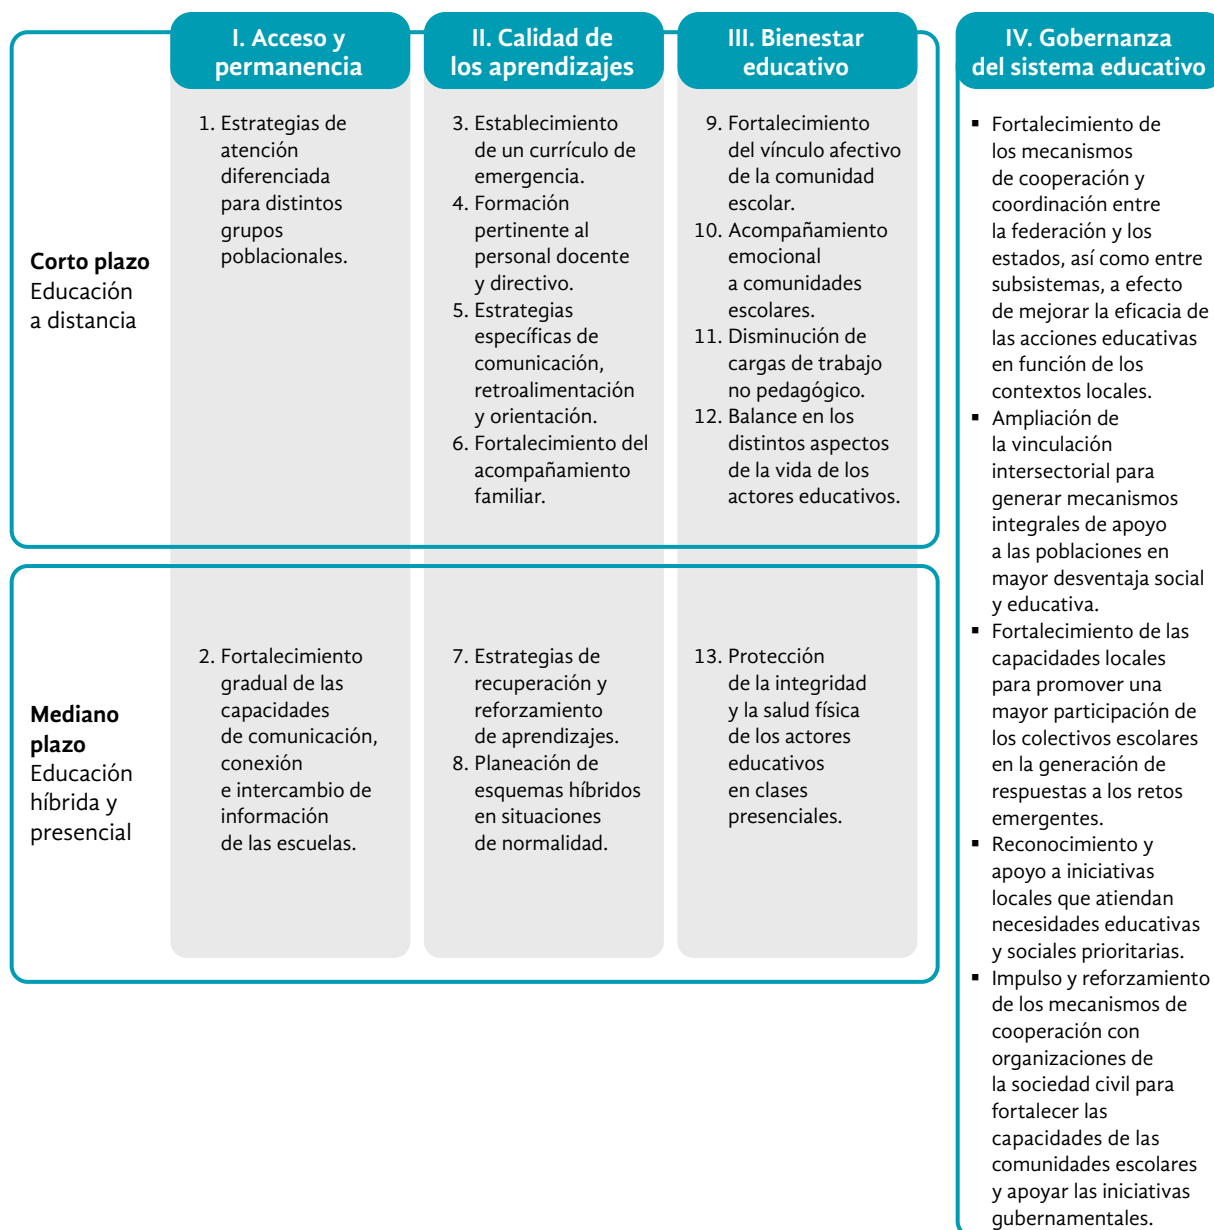 I. Acceso y
permanencia
II. Calidad de
los aprendizajes
III. Bienestar
educativo
IV. Gobernanza
del sistema educativo
Corto plazo
Educación
a distancia
1. Estrategias de
atención
diferenciada
para distintos
grupos
poblacionales.
3. Establecimiento
de un currículo de
emergencia.
4. Formación
pertinente al
personal docente
y directivo.
5. Estrategias
específicas de
comunicación,
retroalimentación
y orientación.
6. Fortalecimiento del
acompañamiento
familiar.
9. Fortalecimiento
del vínculo afectivo
de la comunidad
escolar.
10. Acompañamiento
emocional
a comunidades
escolares.
11. Disminución de
cargas de trabajo
no pedagógico.
12. Balance en los
distintos aspectos
de la vida de los
actores educativos.
Mediano
plazo
Educación
híbrida y
presencial
2. Fortalecimiento
gradual de las
capacidades
de comunicación,
conexión
e intercambio de
información
de las escuelas.
7. Estrategias de
recuperación y
reforzamiento
de aprendizajes.
8. Planeación de
esquemas híbridos
en situaciones
de normalidad.
13. Protección
de la integridad
y la salud física
de los actores
educativos
en clases
presenciales.
▪ Fortalecimiento de
los mecanismos
de cooperación y
coordinación entre
la federación y los
estados, así como entre
subsistemas, a efecto
de mejorar la eficacia de
las acciones educativas
en función de los
contextos locales.
▪ Ampliación de
la vinculación
intersectorial para
generar mecanismos
integrales de apoyo
a las poblaciones en
mayor desventaja social
y educativa.
▪ Fortalecimiento de las
capacidades locales
para promover una
mayor participación de
los colectivos escolares
en la generación de
respuestas a los retos
emergentes.
▪ Reconocimiento y
apoyo a iniciativas
locales que atiendan
necesidades educativas
y sociales prioritarias.
▪ Impulso y reforzamiento
de los mecanismos de
cooperación con
organizaciones de
la sociedad civil para
fortalecer las
capacidades de las
comunidades escolares
y apoyar las iniciativas
gubernamentales.